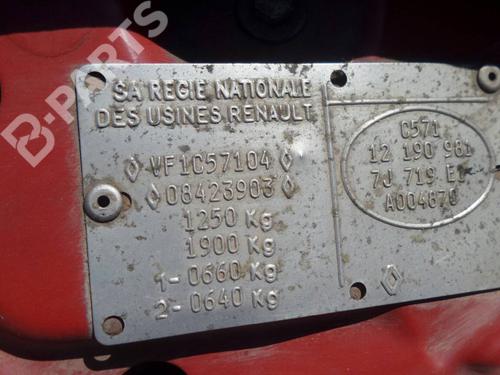 B-PARTS
SA REGIE NATIONALE
DES USINES RENAULT
VF1C57104
08423903
1250 Kg
1900 Kg
1-0660 Kg
2-0640 Kg
C571
12 190 981
7J 719 E1
A004870